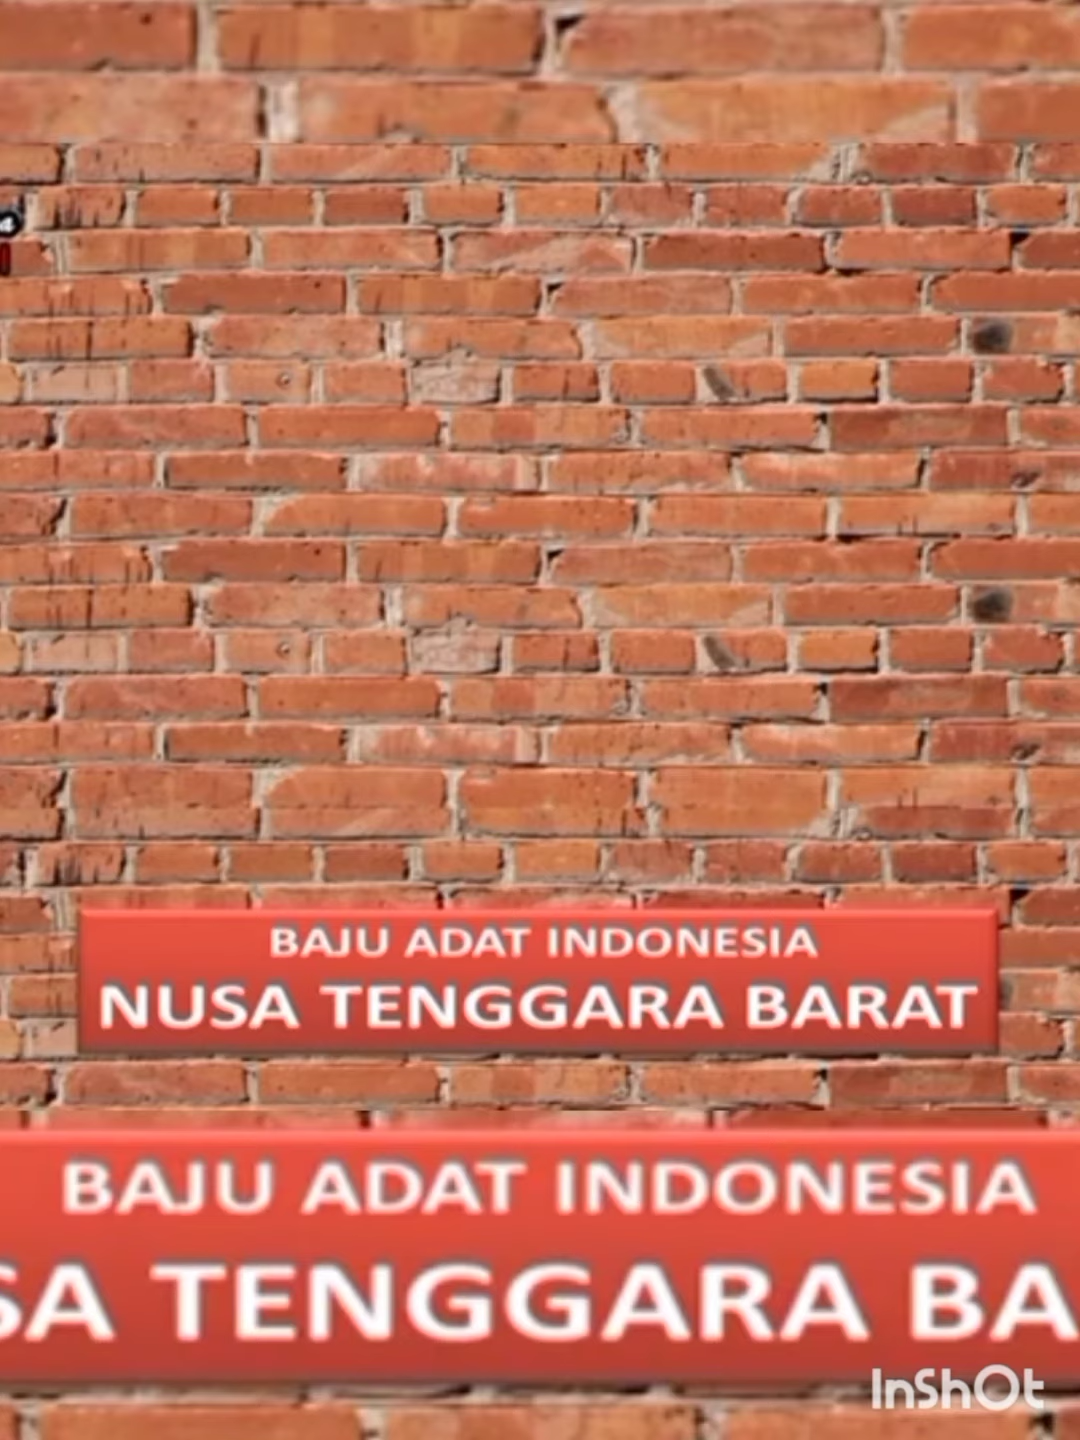 BAJU ADAT INDONESIA
NUSA TENGGARA BARAT
BAJU ADAT INDONESIA
SA TENGGARA BA
InShOt